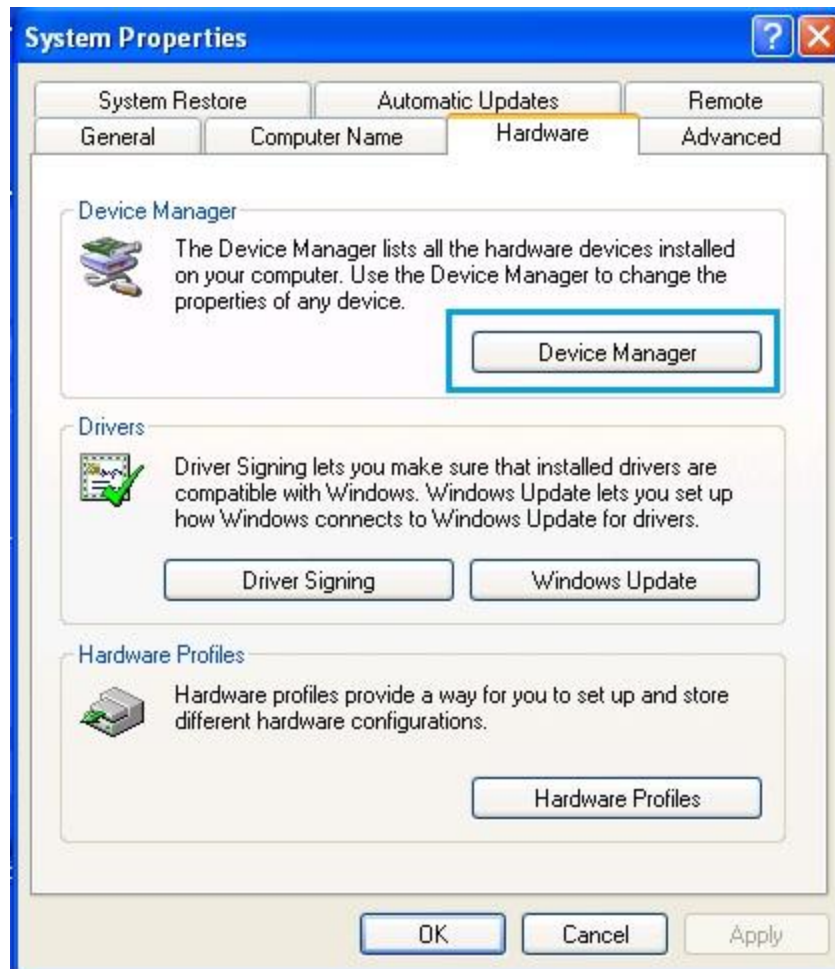 System Properties
System Restore
Automatic Updates
Remote
General
Computer Name
Hardware
Advanced
Device Manager
The Device Manager lists all the hardware devices installed
on your computer. Use the Device Manager to change the
properties of any device.
Device Manager
Drivers
Driver Signing lets you make sure that installed drivers are
compatible with Windows. Windows Update lets you set up
how Windows connects to Windows Update for drivers.
Driver Signing
Windows Update
Hardware Profiles
Hardware profiles provide a way for you to set up and store
different hardware configurations.
Hardware Profiles
OK
Cancel
Apply